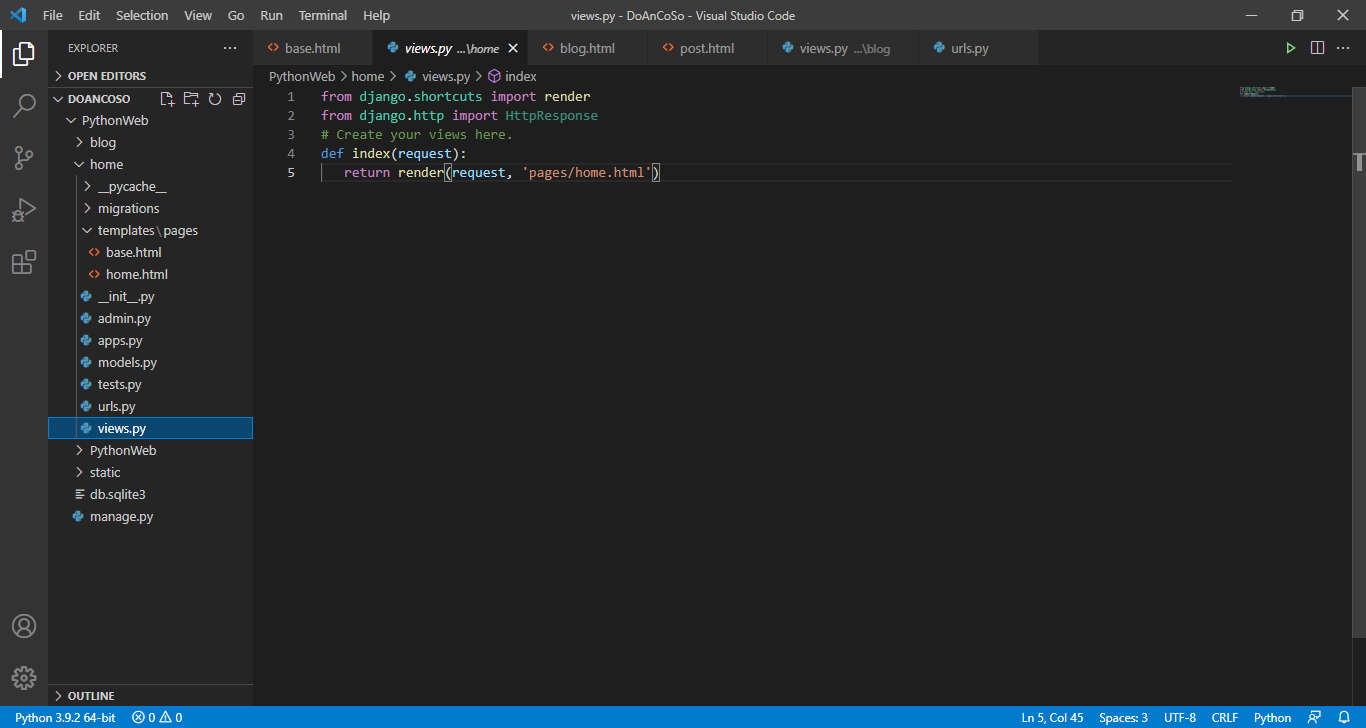 File Edit Selection View Go Run Terminal Help views.py - DoAnCoSo - Visual Studio Code
EXPLORER
OPEN EDITORS
DOANCOSO
PythonWeb
blog
home
__pycache__
migrations
templates\pages
base.html
home.html
__init__.py
admin.py
apps.py
models.py
tests.py
urls.py
views.py
PythonWeb
static
db.sqlite3
manage.py
OUTLINE
base.html views.py ...\home blog.html post.html views.py ...\blog urls.py
PythonWeb > home > views.py > index
1 from django.shortcuts import render
2 from django.http import HttpResponse
3 # Create your views here.
4 def index(request):
5 return render(request, 'pages/home.html')
Python 3.9.2 64-bit 0 0 Ln 5, Col 45 Spaces: 3 UTF-8 CRLF Python